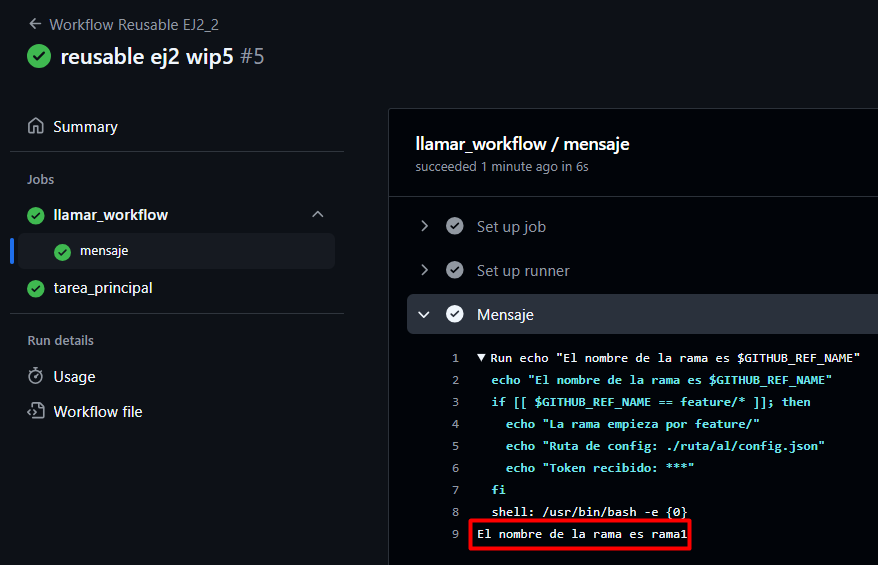 ← Workflow Reusable EJ2_2
reusable ej2 wip5 #5
Summary
Jobs
llamar_workflow
mensaje
tarea_principal
Run details
Usage
Workflow file
llamar_workflow / mensaje
succeeded 1 minute ago in 6s
Set up job
Set up runner
Mensaje
1 ▼ Run echo "El nombre de la rama es $GITHUB_REF_NAME"
2 echo "El nombre de la rama es $GITHUB_REF_NAME"
3 if [[ $GITHUB_REF_NAME == feature/* ]]; then
4 echo "La rama empieza por feature/"
5 echo "Ruta de config: ./ruta/al/config.json"
6 echo "Token recibido: ***"
7 fi
8 shell: /usr/bin/bash -e {0}
9 El nombre de la rama es rama1